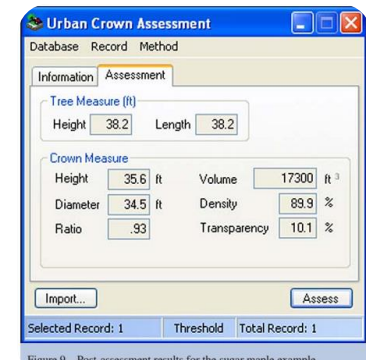 Urban Crown Assessment
Database Record Method
Information Assessment
Tree Measure (ft)
Height 38.2 Length 38.2
Crown Measure
Height 35.6 ft Volume 17300 ft 3
Diameter 34.5 ft Density 89.9 %
Ratio .93 Transparency 10.1 %
Import... Assess
Selected Record: 1 Threshold Total Record: 1
Figure 9. Post-assessment results for the sugar maple example